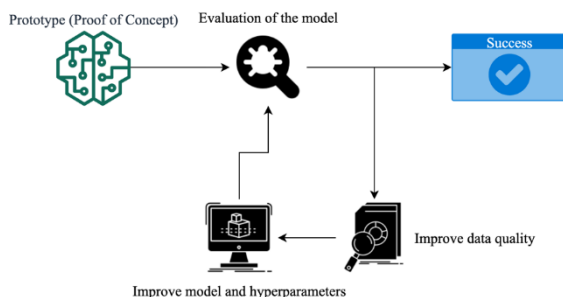 Prototype (Proof of Concept)
Evaluation of the model
Success
Improve data quality
Improve model and hyperparameters